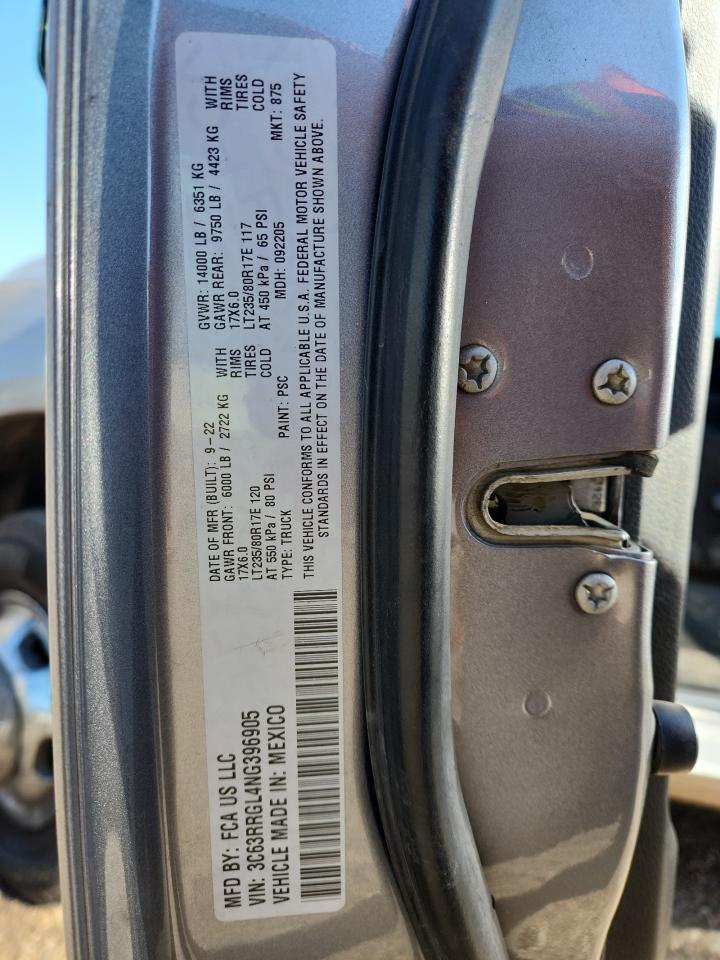 MFD BY: FCA US LLC
VIN: 3C63RRGL4NG396905
VEHICLE MADE IN: MEXICO
DATE OF MFR (BUILT): 9-22
GAWR FRONT: 6000 LB / 2722 KG WITH
17X6.0 RIMS
LT235/80R17E 120 TIRES
AT 550 kPa / 80 PSI COLD
TYPE: TRUCK PAINT: PSC
GVWR: 14000 LB / 6351 KG
GAWR REAR: 9750 LB / 4423 KG WITH
17X6.0 RIMS
LT235/80R17E 117 TIRES
AT 450 kPa / 65 PSI COLD
MDH: 092205 MKT: 875
THIS VEHICLE CONFORMS TO ALL APPLICABLE U.S.A. FEDERAL MOTOR VEHICLE SAFETY
STANDARDS IN EFFECT ON THE DATE OF MANUFACTURE SHOWN ABOVE.